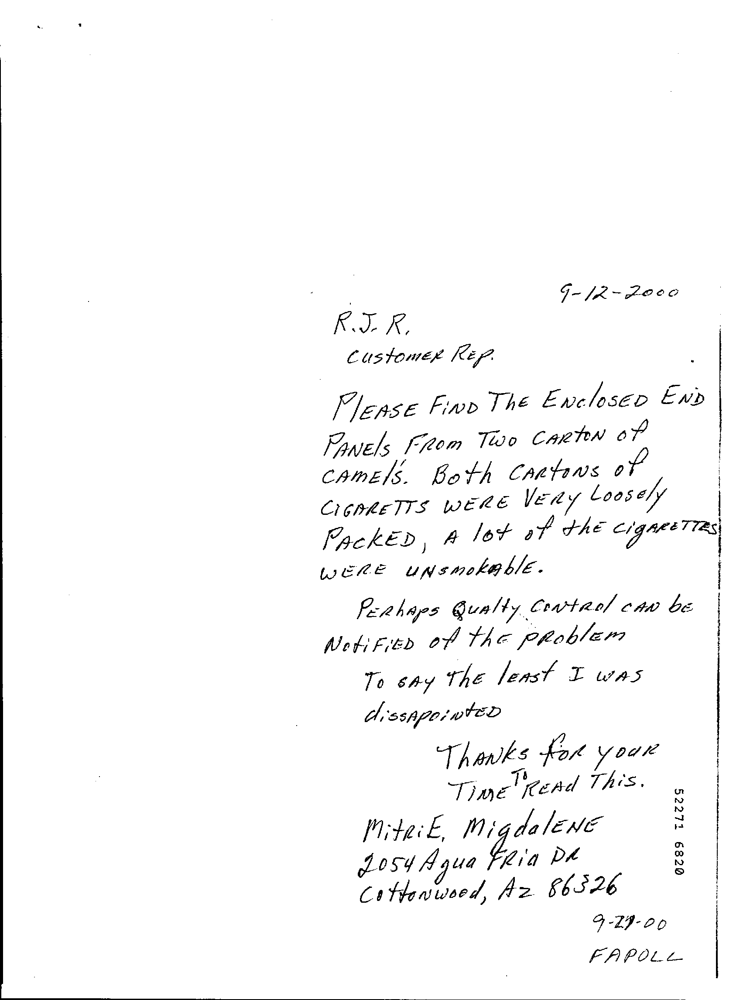 9-12-2000
R.J.R.
Customer Rep.
Please Find The Enclosed End
Panels From Two Carton of
Camel's. Both Cartons of
Cigaretts were very Loosely
Packed, A lot of the cigarettes
were unsmokable.
Perhaps Qualty Control can be
Notified of the problem
To say the least I was
dissapointed
Thanks for your
Time To Read This.
Mitrie, Migdalene
2054 Agua Fria Dr
Cottonwood, Az 86326
9-29-00
FAPOLL
52271 6820